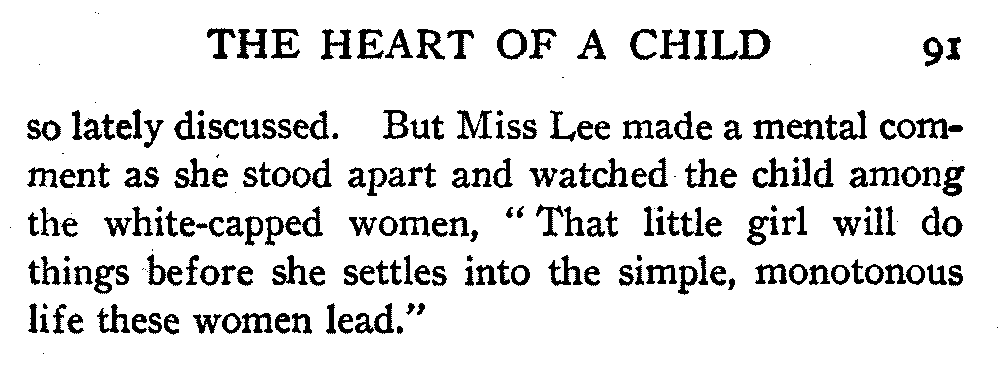 THE HEART OF A CHILD 91
so lately discussed. But Miss Lee made a mental com-
ment as she stood apart and watched the child among
the white-capped women, “That little girl will do
things before she settles into the simple, monotonous
life these women lead.”